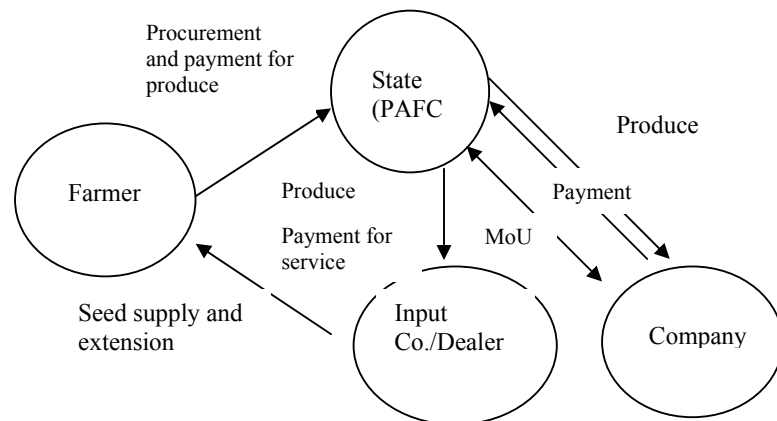 Procurement
and payment for
produce
State
(PAFC
Produce
Farmer
Produce
Payment
Payment for
service
MoU
Seed supply and
extension
Input
Co./Dealer
Company